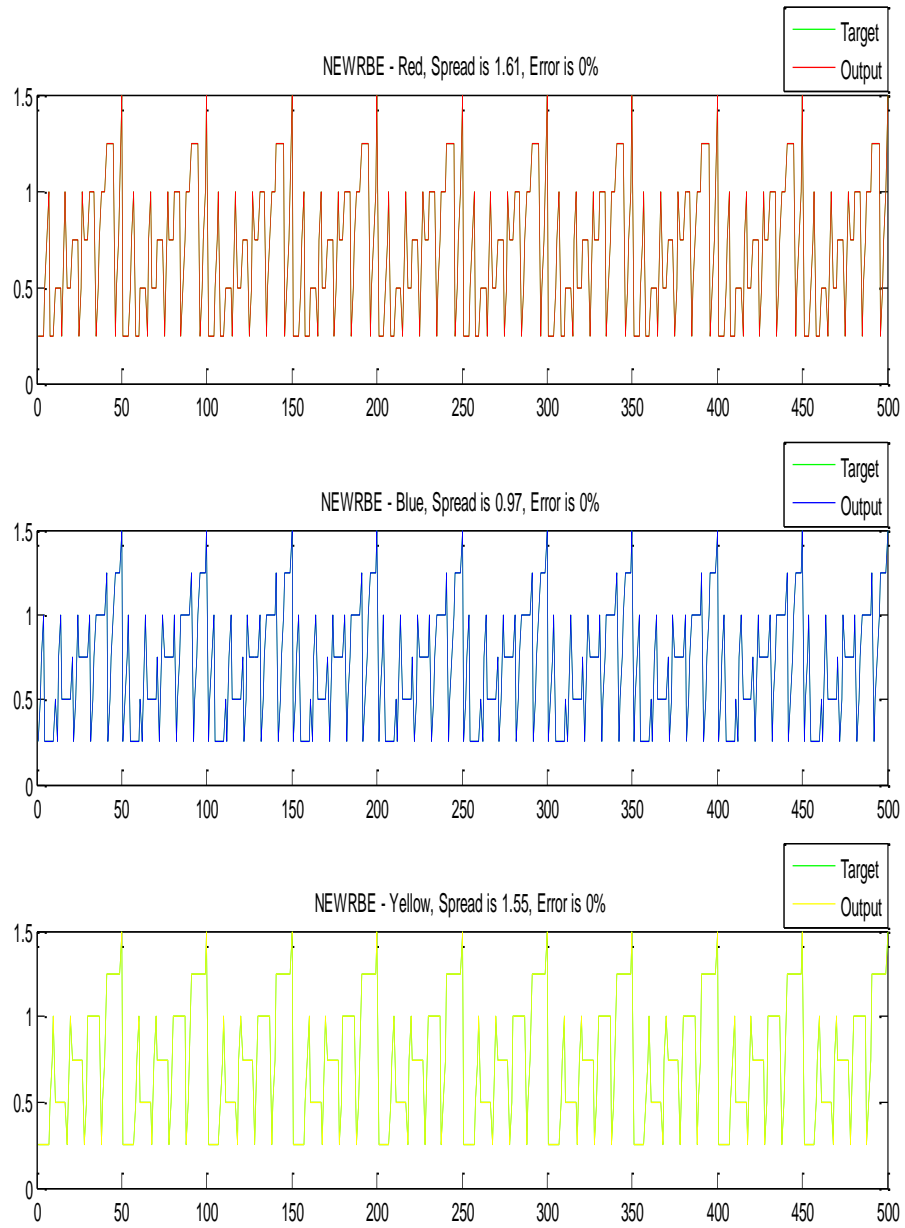 Target
Output
NEWRBE - Red, Spread is 1.61, Error is 0%
1.5
1
0.5
0
0 50 100 150 200 250 300 350 400 450 500
Target
Output
NEWRBE - Blue, Spread is 0.97, Error is 0%
1.5
1
0.5
0
0 50 100 150 200 250 300 350 400 450 500
Target
Output
NEWRBE - Yellow, Spread is 1.55, Error is 0%
1.5
1
0.5
0
0 50 100 150 200 250 300 350 400 450 500